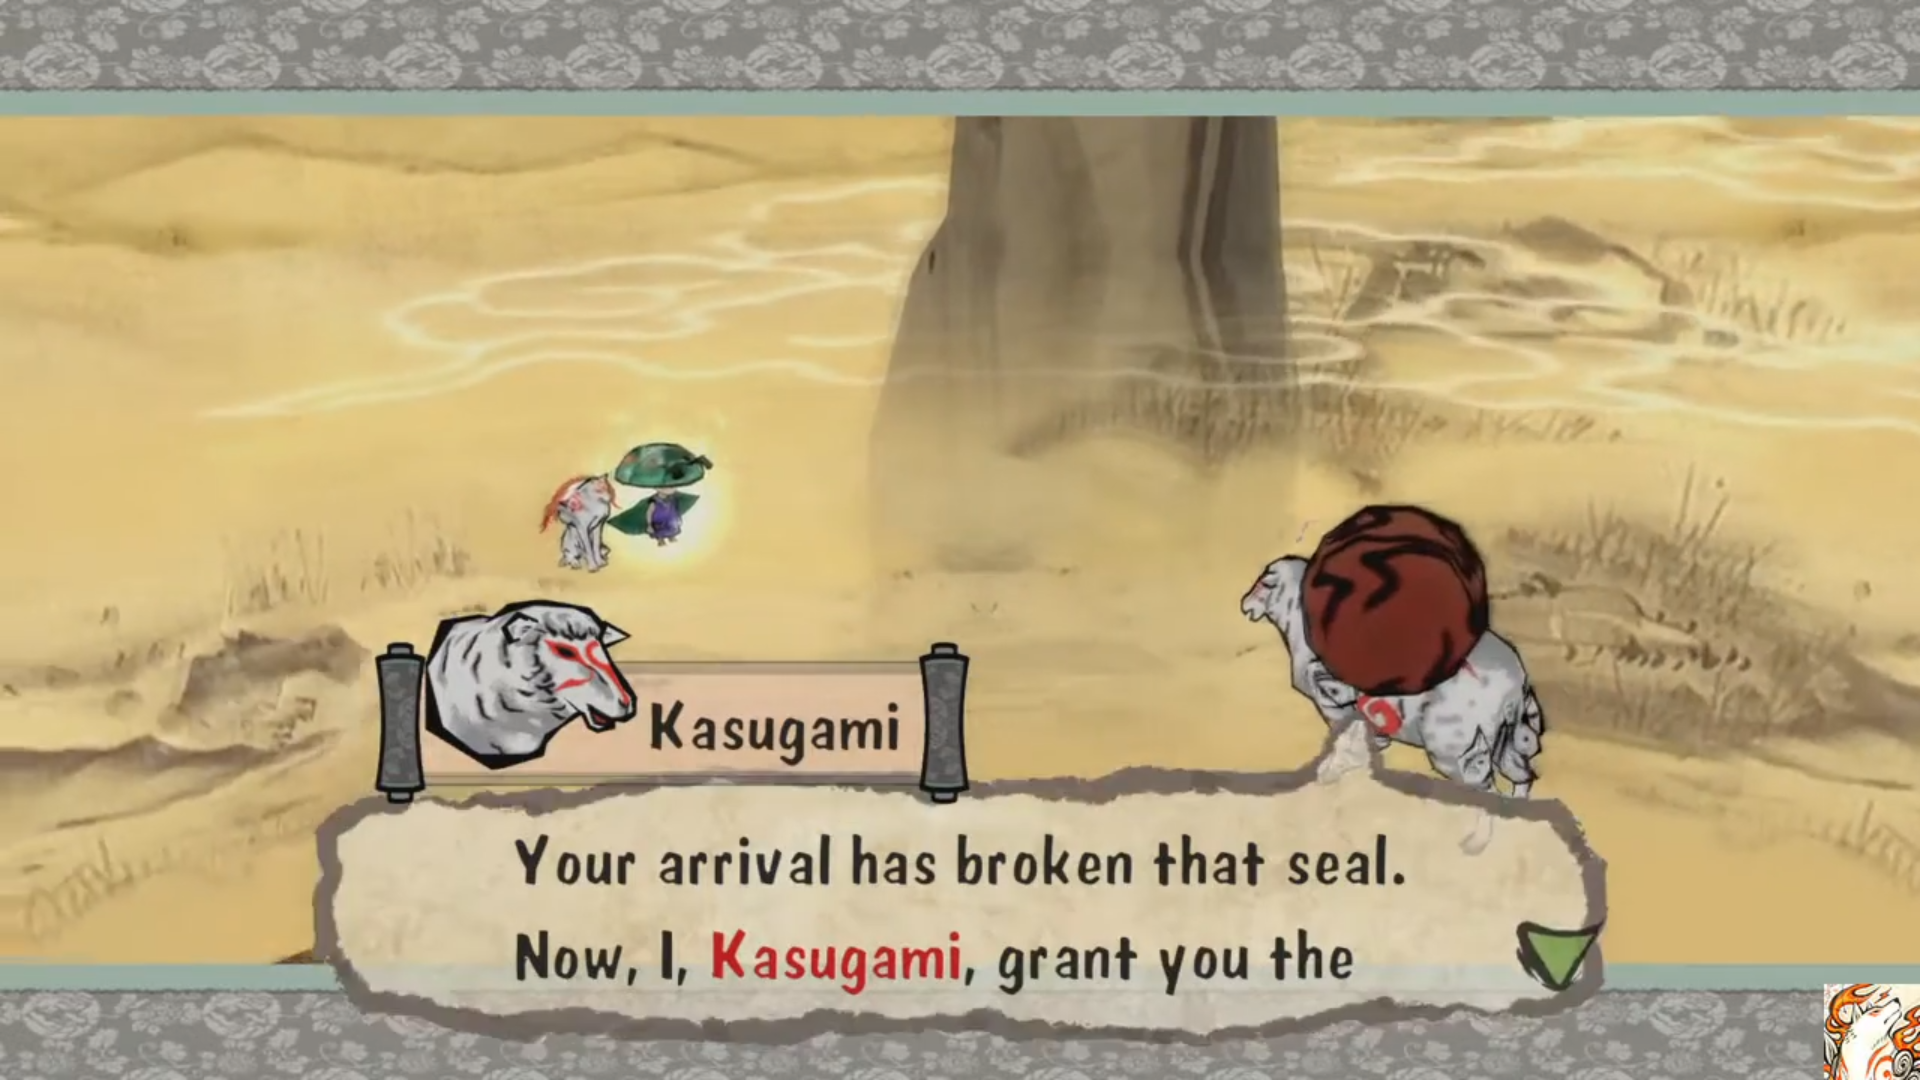 Kasugami
Your arrival has broken that seal.
Now, I, Kasugami, grant you the